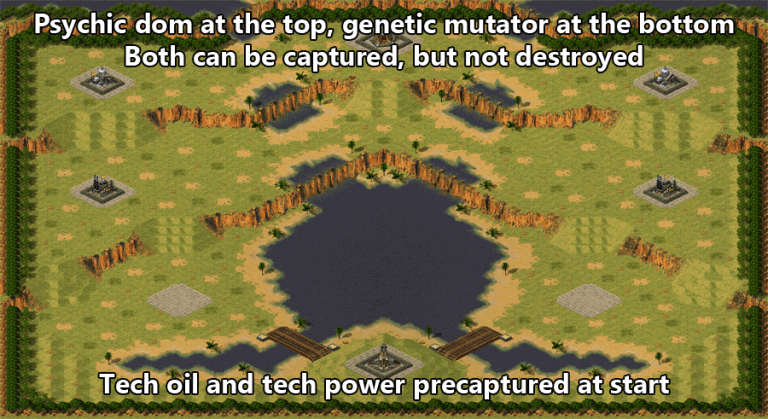 Psychic dom at the top, genetic mutator at the bottom
Both can be captured, but not destroyed
Tech oil and tech power precaptured at start